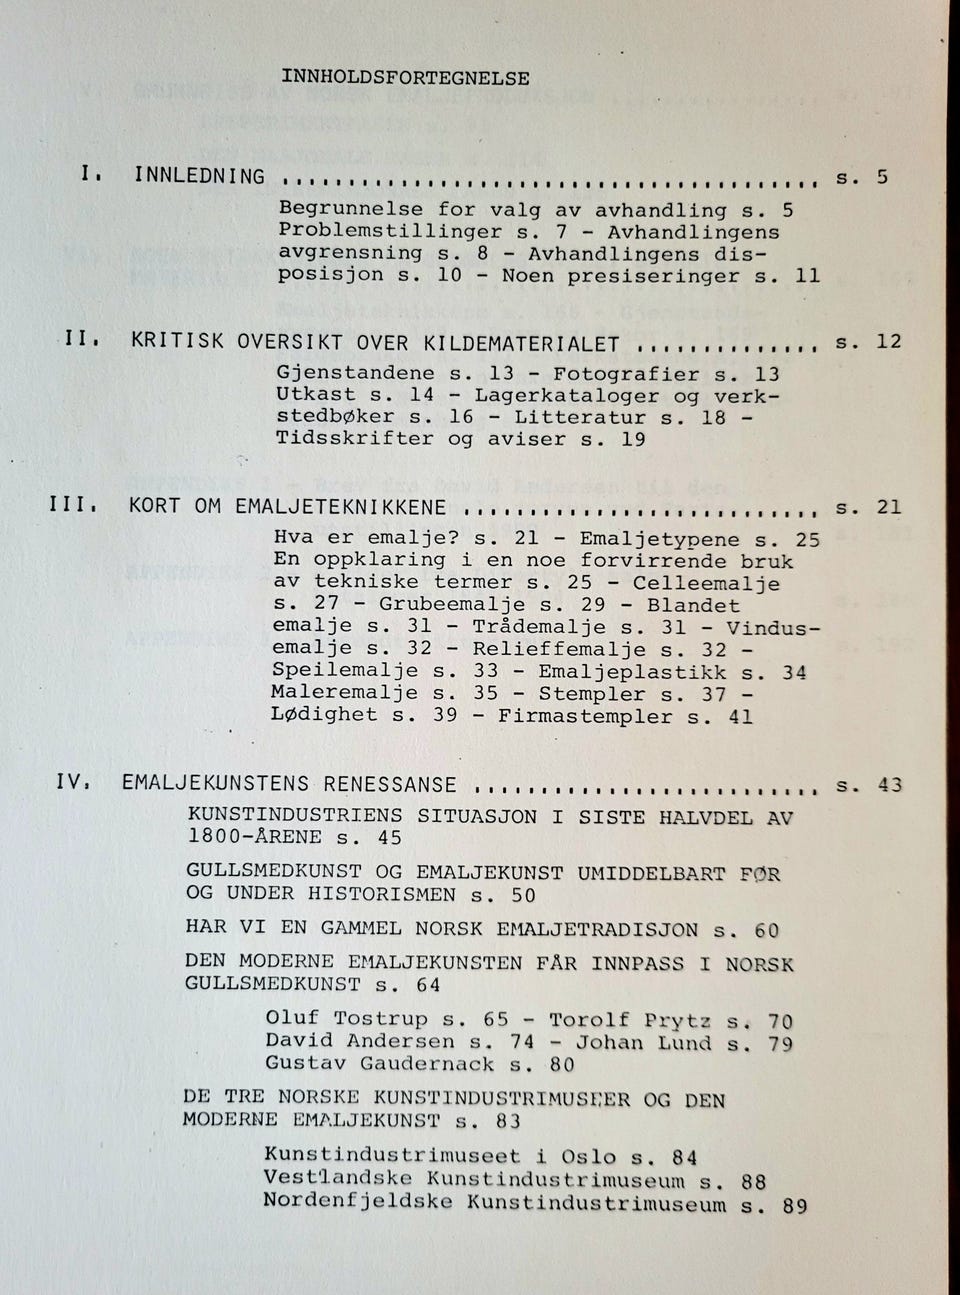 INNHOLDSFORTEGNELSE
I. INNLEDNING ........................................ s. 5
Begrunnelse for valg av avhandling s. 5
Problemstillinger s. 7 - Avhandlingens
avgrensning s. 8 - Avhandlingens dis-
posisjon s. 10 - Noen presiseringer s. 11
II. KRITISK OVERSIKT OVER KILDEMATERIALET .............. s. 12
Gjenstandene s. 13 - Fotografier s. 13
Utkast s. 14 - Lagerkataloger og verk-
stedbøker s. 16 - Litteratur s. 18 -
Tidsskrifter og aviser s. 19
III. KORT OM EMALJETEKNIKKENE ........................... s. 21
Hva er emalje? s. 21 - Emaljetypene s. 25
En oppklaring i en noe forvirrende bruk
av tekniske termer s. 25 - Celleemalje
s. 27 - Grubeemalje s. 29 - Blandet
emalje s. 31 - Trådemalje s. 31 - Vindus-
emalje s. 32 - Relieffemalje s. 32 -
Speilemalje s. 33 - Emaljeplastikk s. 34
Maleremalje s. 35 - Stempler s. 37 -
Lødighet s. 39 - Firmastempler s. 41
IV. EMALJEKUNSTENS RENESSANSE .......................... s. 43
KUNSTINDUSTRIENS SITUASJON I SISTE HALVDEL AV
1800-ÅRENE s. 45
GULLSMEDKUNST OG EMALJEKUNST UMIDDELBART FØR
OG UNDER HISTORISMEN s. 50
HAR VI EN GAMMEL NORSK EMALJETRADISJON s. 60
DEN MODERNE EMALJEKUNSTEN FÅR INNPASS I NORSK
GULLSMEDKUNST s. 64
Oluf Tostrup s. 65 - Torolf Prytz s. 70
David Andersen s. 74 - Johan Lund s. 79
Gustav Gaudernack s. 80
DE TRE NORSKE KUNSTINDUSTRIMUSEER OG DEN
MODERNE EMALJEKUNST s. 83
Kunstindustrimuseet i Oslo s. 84
Vestlandske Kunstindustrimuseum s. 88
Nordenfjeldske Kunstindustrimuseum s. 89